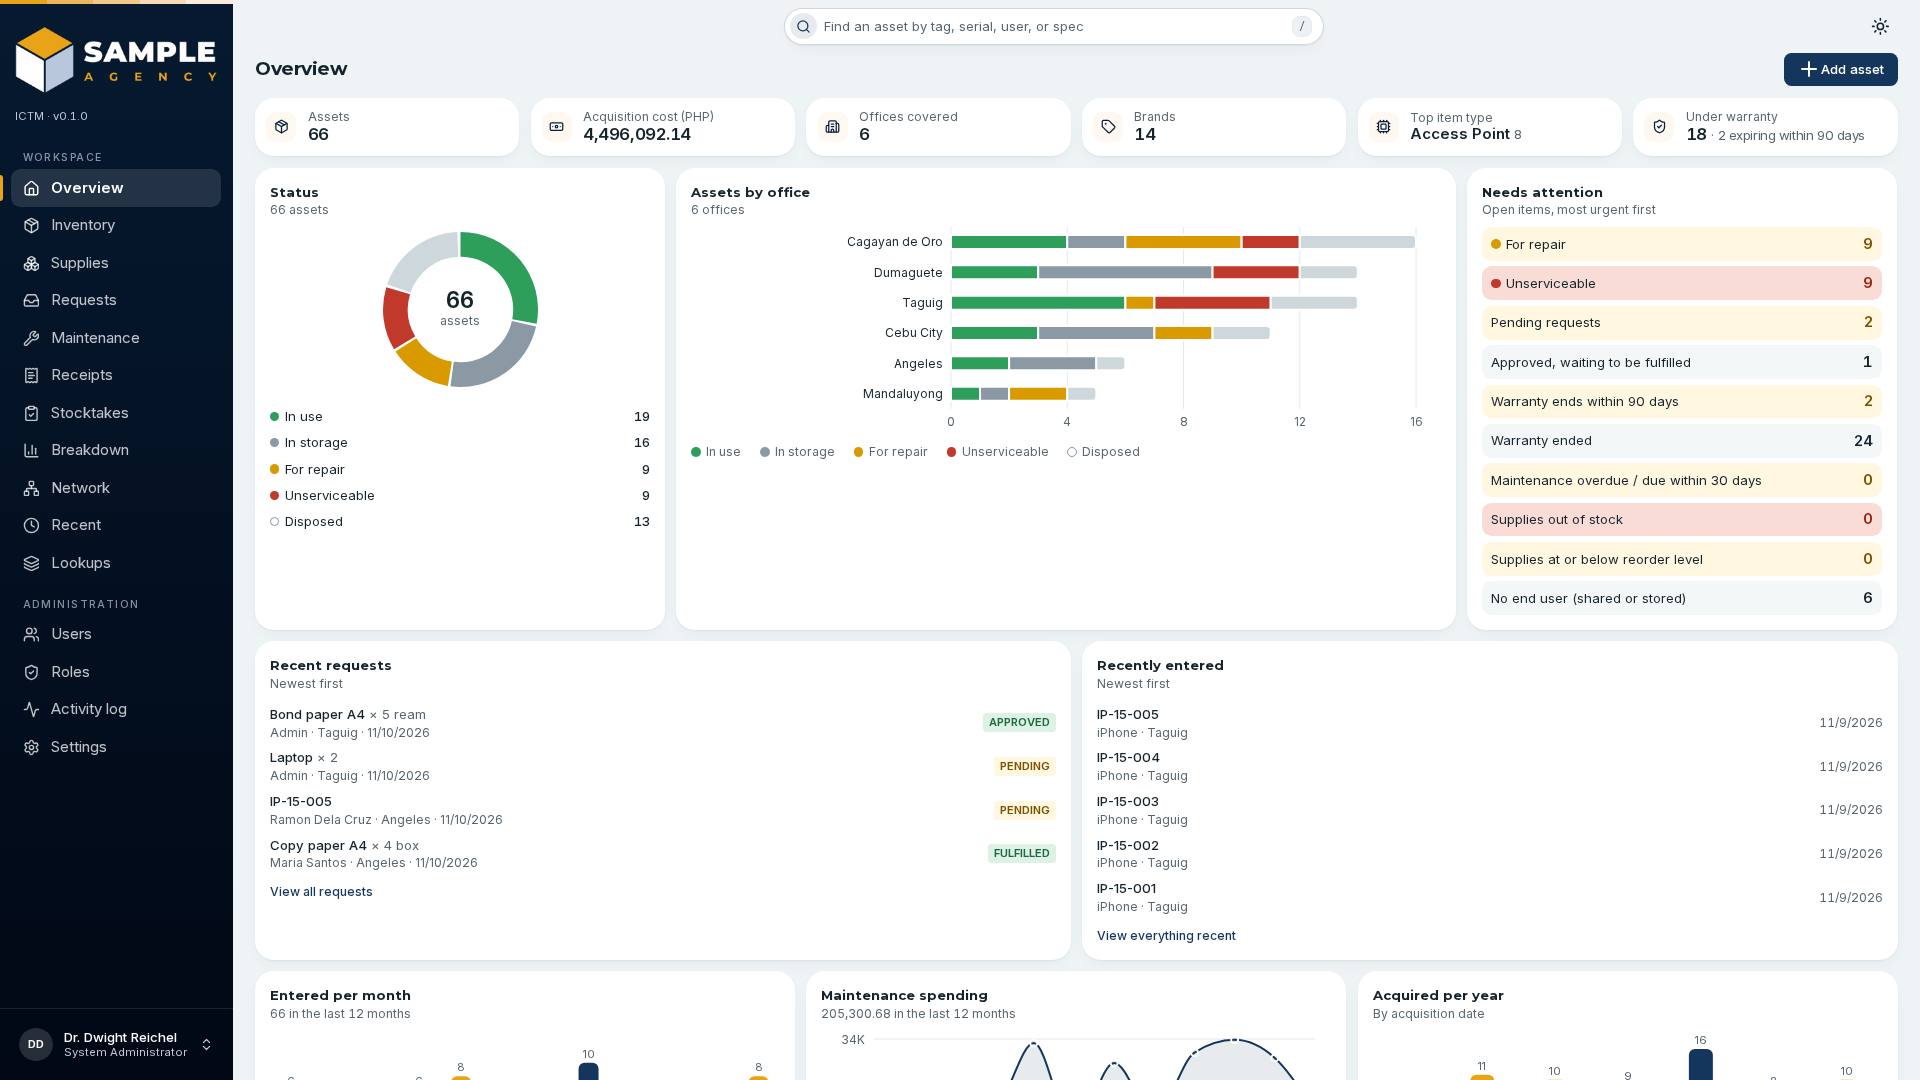 SAMPLE
AGENCY
ICTM · v0.1.0
WORKSPACE
Overview
Inventory
Supplies
Requests
Maintenance
Receipts
Stocktakes
Breakdown
Network
Recent
Lookups
ADMINISTRATION
Users
Roles
Activity log
Settings
DD
Dr. Dwight Reichel
System Administrator
Find an asset by tag, serial, user, or spec
/
Overview
Add asset
Assets
66
Acquisition cost (PHP)
4,496,092.14
Offices covered
6
Brands
14
Top item type
Access Point 8
Under warranty
18 · 2 expiring within 90 days
Status
66 assets
66
assets
In use 19
In storage 16
For repair 9
Unserviceable 9
Disposed 13
Assets by office
6 offices
Cagayan de Oro
Dumaguete
Taguig
Cebu City
Angeles
Mandaluyong
0 4 8 12 16
In use In storage For repair Unserviceable Disposed
Needs attention
Open items, most urgent first
For repair 9
Unserviceable 9
Pending requests 2
Approved, waiting to be fulfilled 1
Warranty ends within 90 days 2
Warranty ended 24
Maintenance overdue / due within 30 days 0
Supplies out of stock 0
Supplies at or below reorder level 0
No end user (shared or stored) 6
Recent requests
Newest first
Bond paper A4 × 5 ream
Admin · Taguig · 11/10/2026
APPROVED
Laptop × 2
Admin · Taguig · 11/10/2026
PENDING
IP-15-005
Ramon Dela Cruz · Angeles · 11/10/2026
PENDING
Copy paper A4 × 4 box
Maria Santos · Angeles · 11/10/2026
FULFILLED
View all requests
Recently entered
Newest first
IP-15-005
iPhone · Taguig
11/9/2026
IP-15-004
iPhone · Taguig
11/9/2026
IP-15-003
iPhone · Taguig
11/9/2026
IP-15-002
iPhone · Taguig
11/9/2026
IP-15-001
iPhone · Taguig
11/9/2026
View everything recent
Entered per month
66 in the last 12 months
8 10 8
Maintenance spending
205,300.68 in the last 12 months
34K
Acquired per year
By acquisition date
11 10 9 16 10